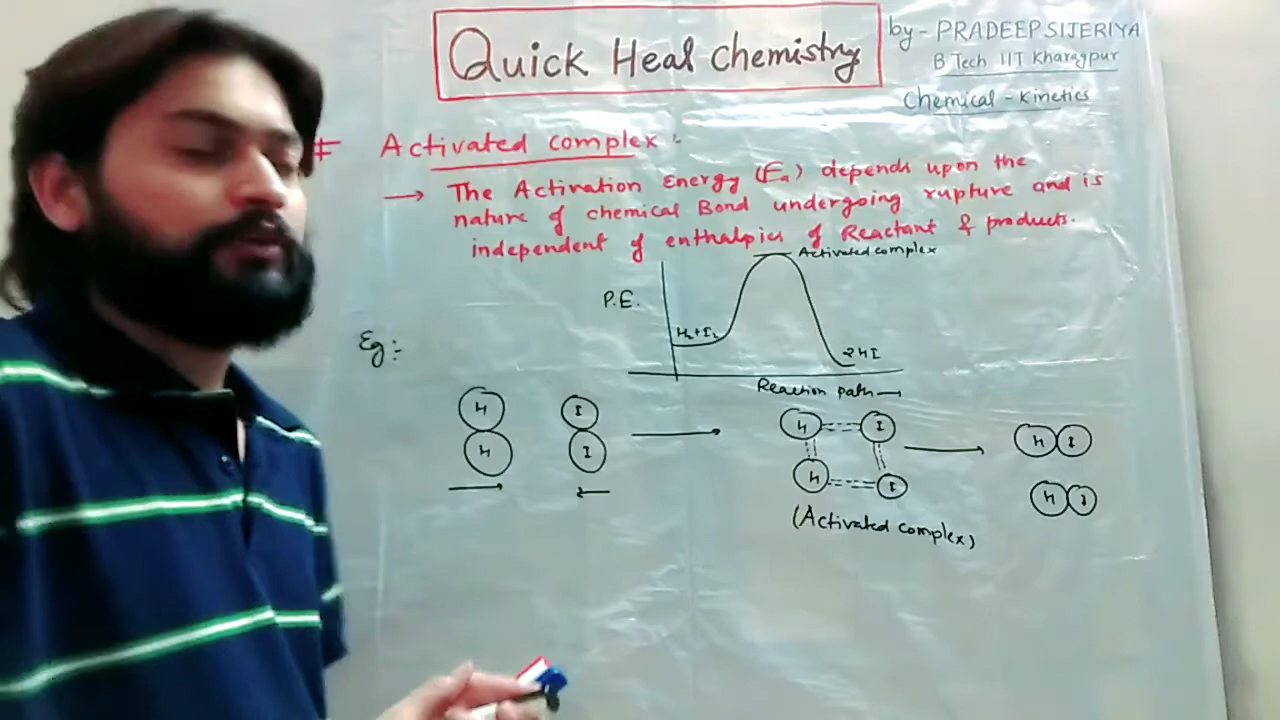 Quick Heal Chemistry
by- PRADEEP SIJERIYA
B Tech IIT Kharagpur
Chemical - Kinetics
# Activated complex :
→ The Activation Energy (Ea) depends upon the
nature of chemical Bond undergoing rupture and is
independent of enthalpies of Reactant & products.
Activated complex
P.E.
H₂+I₂
2HI
Reaction path →
Eg:-
H I H I H I
H I H I H I
(Activated complex)